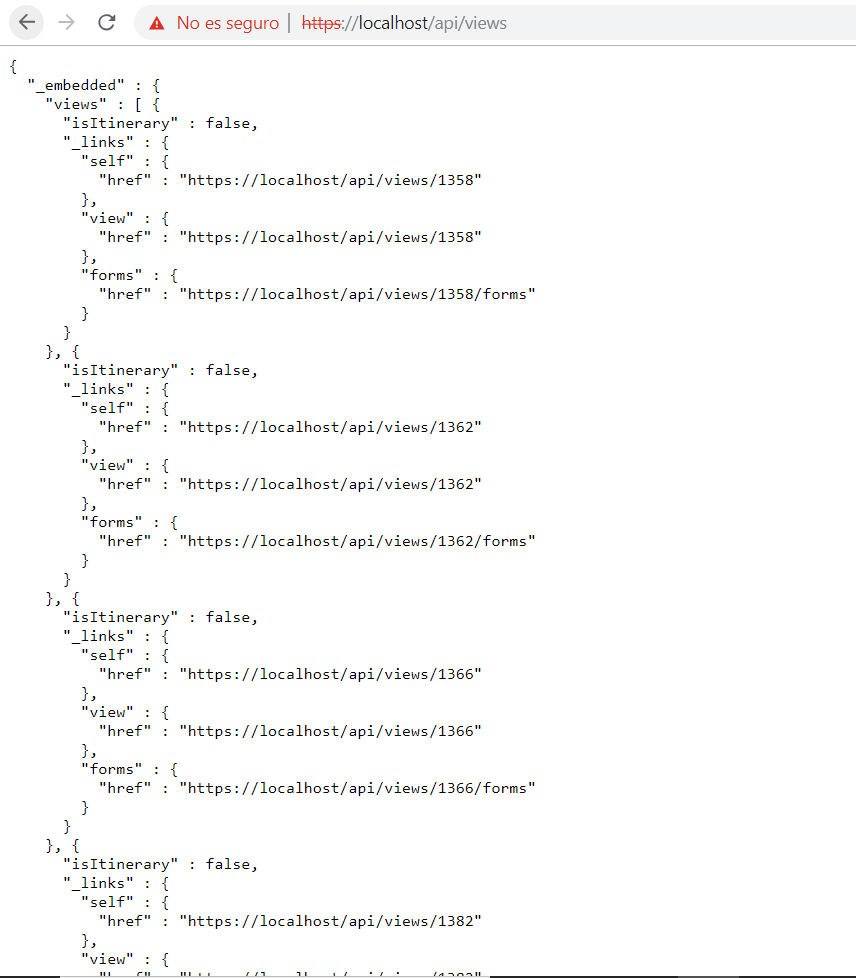 No es seguro | https://localhost/api/views
{
  "_embedded" : {
    "views" : [ {
      "isItinerary" : false,
      "_links" : {
        "self" : {
          "href" : "https://localhost/api/views/1358"
        },
        "view" : {
          "href" : "https://localhost/api/views/1358"
        },
        "forms" : {
          "href" : "https://localhost/api/views/1358/forms"
        }
      }
    }, {
      "isItinerary" : false,
      "_links" : {
        "self" : {
          "href" : "https://localhost/api/views/1362"
        },
        "view" : {
          "href" : "https://localhost/api/views/1362"
        },
        "forms" : {
          "href" : "https://localhost/api/views/1362/forms"
        }
      }
    }, {
      "isItinerary" : false,
      "_links" : {
        "self" : {
          "href" : "https://localhost/api/views/1366"
        },
        "view" : {
          "href" : "https://localhost/api/views/1366"
        },
        "forms" : {
          "href" : "https://localhost/api/views/1366/forms"
        }
      }
    }, {
      "isItinerary" : false,
      "_links" : {
        "self" : {
          "href" : "https://localhost/api/views/1382"
        },
        "view" : {